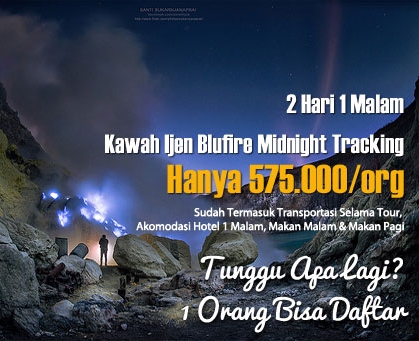 2 Hari 1 Malam
Kawah Ijen Blufire Midnight Tracking
Hanya 575.000/org
Sudah Termasuk Transportasi Selama Tour,
Akomodasi Hotel 1 Malam, Makan Malam & Makan Pagi
Tunggu Apa Lagi?
1 Orang Bisa Daftar